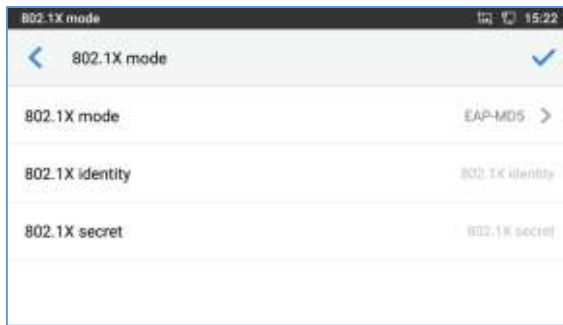 802.1X mode 15:22
802.1X mode
802.1X mode EAP-MD5
802.1X identity 802.1X identity
802.1X secret 802.1X secret